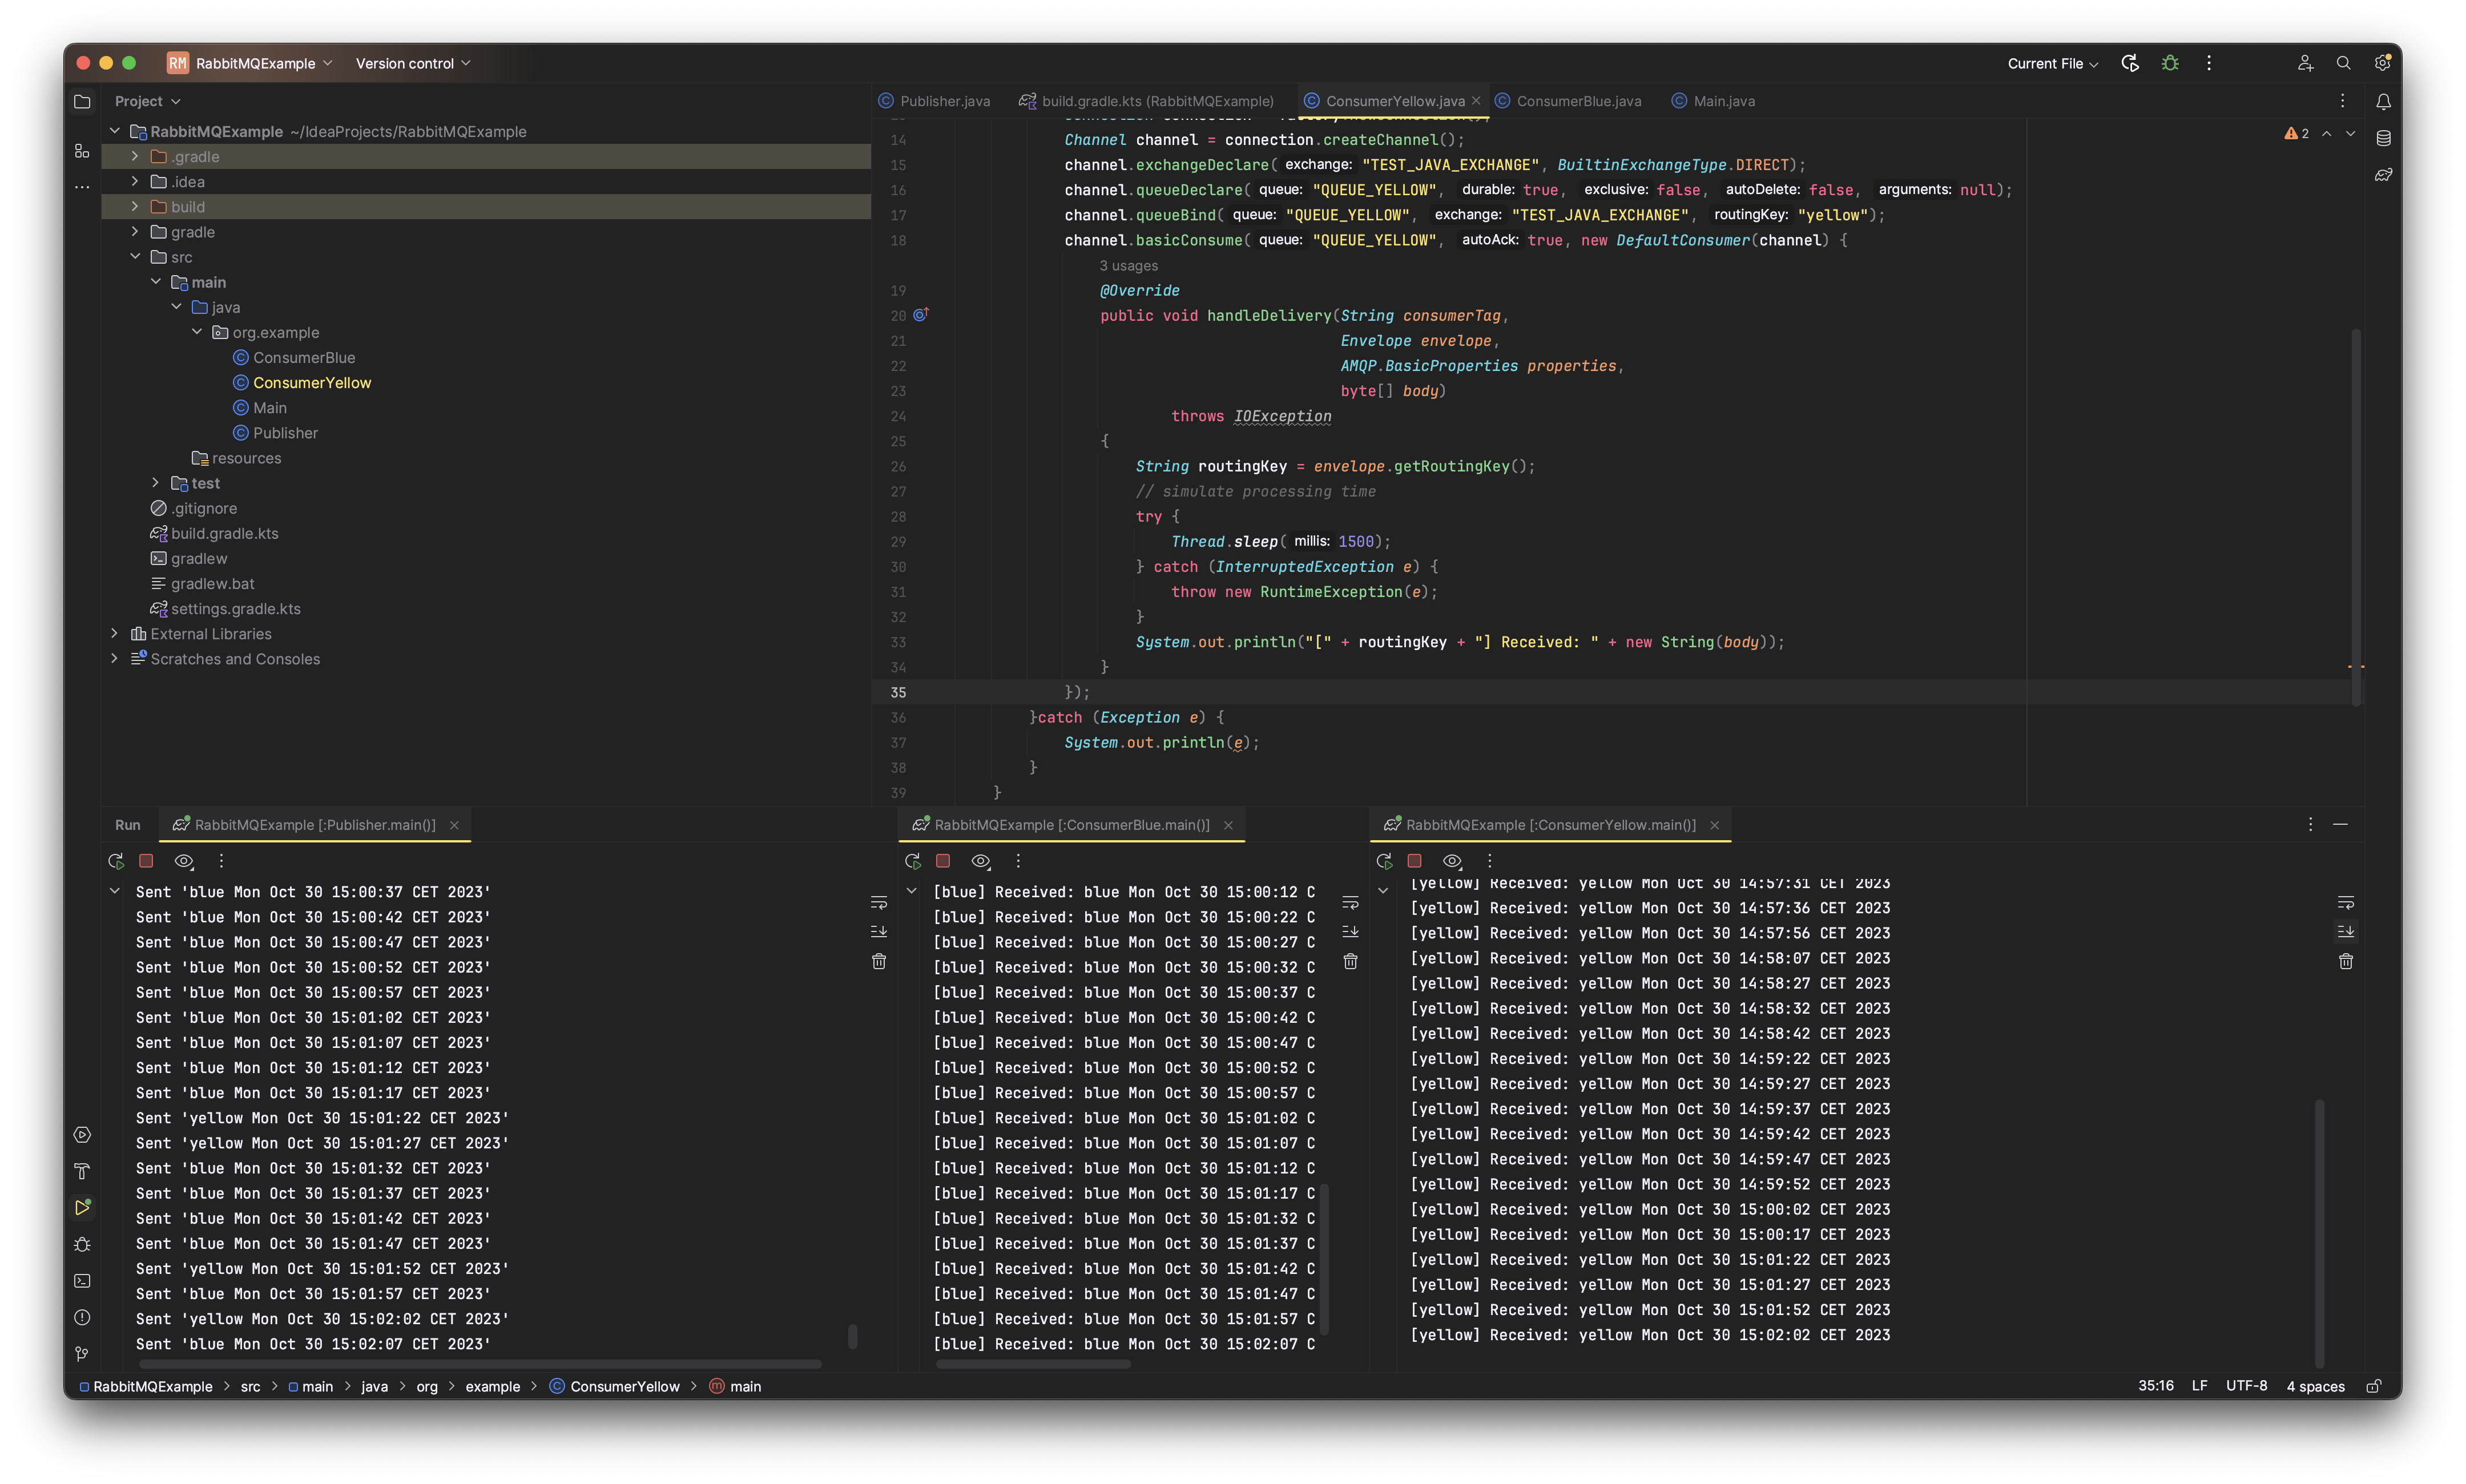 RM RabbitMQExample Version control Current File
Project
Publisher.java build.gradle.kts (RabbitMQExample) ConsumerYellow.java ConsumerBlue.java Main.java
RabbitMQExample ~/IdeaProjects/RabbitMQExample
.gradle
.idea
build
gradle
src
main
java
org.example
ConsumerBlue
ConsumerYellow
Main
Publisher
resources
test
.gitignore
build.gradle.kts
gradlew
gradlew.bat
settings.gradle.kts
External Libraries
Scratches and Consoles
2
14 Channel channel = connection.createChannel();
15 channel.exchangeDeclare( exchange: "TEST_JAVA_EXCHANGE", BuiltinExchangeType.DIRECT);
16 channel.queueDeclare( queue: "QUEUE_YELLOW", durable: true, exclusive: false, autoDelete: false, arguments: null);
17 channel.queueBind( queue: "QUEUE_YELLOW", exchange: "TEST_JAVA_EXCHANGE", routingKey: "yellow");
18 channel.basicConsume( queue: "QUEUE_YELLOW", autoAck: true, new DefaultConsumer(channel) {
3 usages
19 @Override
20 public void handleDelivery(String consumerTag,
21 Envelope envelope,
22 AMQP.BasicProperties properties,
23 byte[] body)
24 throws IOException
25 {
26 String routingKey = envelope.getRoutingKey();
27 // simulate processing time
28 try {
29 Thread.sleep( millis: 1500);
30 } catch (InterruptedException e) {
31 throw new RuntimeException(e);
32 }
33 System.out.println("[" + routingKey + "] Received: " + new String(body));
34 }
35 });
36 }catch (Exception e) {
37 System.out.println(e);
38 }
39 }
Run RabbitMQExample [:Publisher.main()]
Sent 'blue Mon Oct 30 15:00:37 CET 2023'
Sent 'blue Mon Oct 30 15:00:42 CET 2023'
Sent 'blue Mon Oct 30 15:00:47 CET 2023'
Sent 'blue Mon Oct 30 15:00:52 CET 2023'
Sent 'blue Mon Oct 30 15:00:57 CET 2023'
Sent 'blue Mon Oct 30 15:01:02 CET 2023'
Sent 'blue Mon Oct 30 15:01:07 CET 2023'
Sent 'blue Mon Oct 30 15:01:12 CET 2023'
Sent 'blue Mon Oct 30 15:01:17 CET 2023'
Sent 'yellow Mon Oct 30 15:01:22 CET 2023'
Sent 'yellow Mon Oct 30 15:01:27 CET 2023'
Sent 'blue Mon Oct 30 15:01:32 CET 2023'
Sent 'blue Mon Oct 30 15:01:37 CET 2023'
Sent 'blue Mon Oct 30 15:01:42 CET 2023'
Sent 'blue Mon Oct 30 15:01:47 CET 2023'
Sent 'yellow Mon Oct 30 15:01:52 CET 2023'
Sent 'blue Mon Oct 30 15:01:57 CET 2023'
Sent 'yellow Mon Oct 30 15:02:02 CET 2023'
Sent 'blue Mon Oct 30 15:02:07 CET 2023'
RabbitMQExample [:ConsumerBlue.main()]
[blue] Received: blue Mon Oct 30 15:00:12 C
[blue] Received: blue Mon Oct 30 15:00:22 C
[blue] Received: blue Mon Oct 30 15:00:27 C
[blue] Received: blue Mon Oct 30 15:00:32 C
[blue] Received: blue Mon Oct 30 15:00:37 C
[blue] Received: blue Mon Oct 30 15:00:42 C
[blue] Received: blue Mon Oct 30 15:00:47 C
[blue] Received: blue Mon Oct 30 15:00:52 C
[blue] Received: blue Mon Oct 30 15:00:57 C
[blue] Received: blue Mon Oct 30 15:01:02 C
[blue] Received: blue Mon Oct 30 15:01:07 C
[blue] Received: blue Mon Oct 30 15:01:12 C
[blue] Received: blue Mon Oct 30 15:01:17 C
[blue] Received: blue Mon Oct 30 15:01:32 C
[blue] Received: blue Mon Oct 30 15:01:37 C
[blue] Received: blue Mon Oct 30 15:01:42 C
[blue] Received: blue Mon Oct 30 15:01:47 C
[blue] Received: blue Mon Oct 30 15:01:57 C
[blue] Received: blue Mon Oct 30 15:02:07 C
RabbitMQExample [:ConsumerYellow.main()]
[yellow] Received: yellow Mon Oct 30 14:57:31 CET 2023
[yellow] Received: yellow Mon Oct 30 14:57:36 CET 2023
[yellow] Received: yellow Mon Oct 30 14:57:56 CET 2023
[yellow] Received: yellow Mon Oct 30 14:58:07 CET 2023
[yellow] Received: yellow Mon Oct 30 14:58:27 CET 2023
[yellow] Received: yellow Mon Oct 30 14:58:32 CET 2023
[yellow] Received: yellow Mon Oct 30 14:58:42 CET 2023
[yellow] Received: yellow Mon Oct 30 14:59:22 CET 2023
[yellow] Received: yellow Mon Oct 30 14:59:27 CET 2023
[yellow] Received: yellow Mon Oct 30 14:59:37 CET 2023
[yellow] Received: yellow Mon Oct 30 14:59:42 CET 2023
[yellow] Received: yellow Mon Oct 30 14:59:47 CET 2023
[yellow] Received: yellow Mon Oct 30 14:59:52 CET 2023
[yellow] Received: yellow Mon Oct 30 15:00:02 CET 2023
[yellow] Received: yellow Mon Oct 30 15:00:17 CET 2023
[yellow] Received: yellow Mon Oct 30 15:01:22 CET 2023
[yellow] Received: yellow Mon Oct 30 15:01:27 CET 2023
[yellow] Received: yellow Mon Oct 30 15:01:52 CET 2023
[yellow] Received: yellow Mon Oct 30 15:02:02 CET 2023
RabbitMQExample > src > main > java > org > example > ConsumerYellow > main
35:16 LF UTF-8 4 spaces